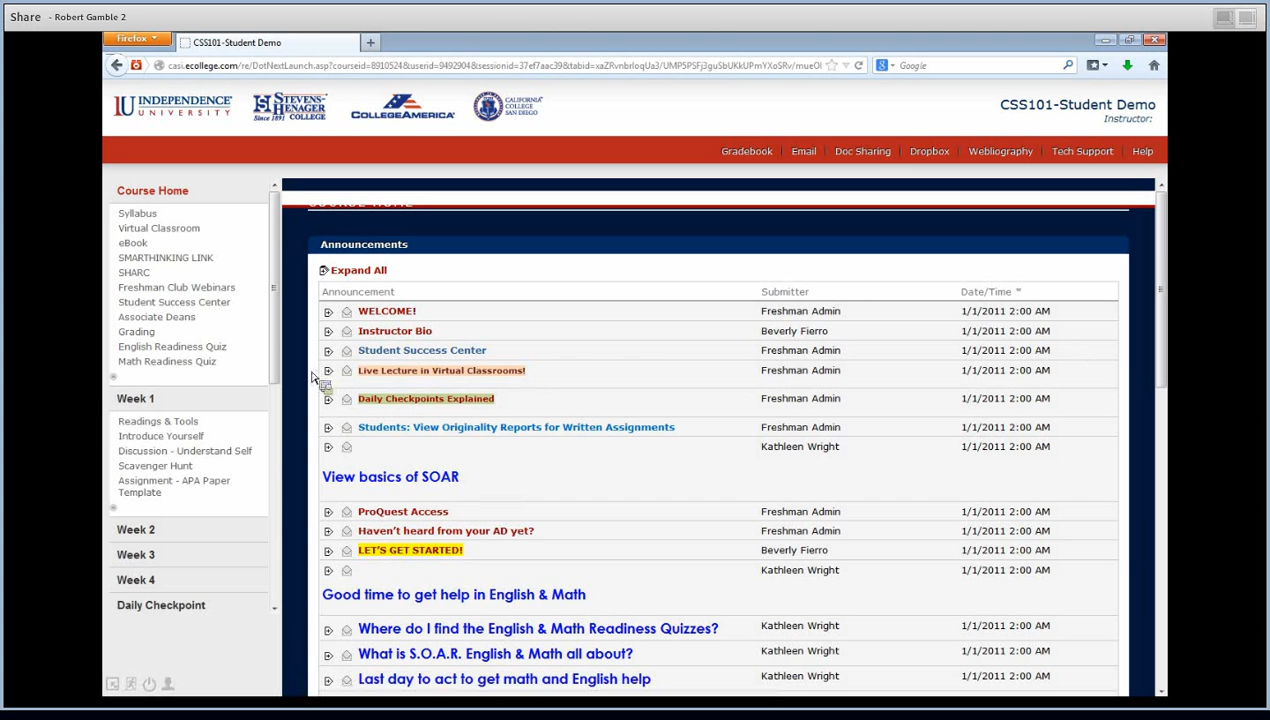 Share - Robert Gamble 2
Firefox
CSS101-Student Demo
Google
INDEPENDENCE UNIVERSITY
STEVENS-HENAGER COLLEGE Since 1891
COLLEGEAMERICA
CALIFORNIA COLLEGE SAN DIEGO
CSS101-Student Demo
Instructor:
Gradebook | Email | Doc Sharing | Dropbox | Webliography | Tech Support | Help
Course Home
Syllabus
Virtual Classroom
eBook
SMARTHINKING LINK
SHARC
Freshman Club Webinars
Student Success Center
Associate Deans
Grading
English Readiness Quiz
Math Readiness Quiz
Week 1
Readings & Tools
Introduce Yourself
Discussion - Understand Self
Scavenger Hunt
Assignment - APA Paper
Template
Week 2
Week 3
Week 4
Daily Checkpoint
COURSE HOME
Announcements
Expand All
Announcement Submitter Date/Time
WELCOME! Freshman Admin 1/1/2011 2:00 AM
Instructor Bio Beverly Fierro 1/1/2011 2:00 AM
Student Success Center Freshman Admin 1/1/2011 2:00 AM
Live Lecture in Virtual Classrooms! Freshman Admin 1/1/2011 2:00 AM
Daily Checkpoints Explained Freshman Admin 1/1/2011 2:00 AM
Students: View Originality Reports for Written Assignments Freshman Admin 1/1/2011 2:00 AM
Kathleen Wright 1/1/2011 2:00 AM
View basics of SOAR
ProQuest Access Freshman Admin 1/1/2011 2:00 AM
Haven't heard from your AD yet? Freshman Admin 1/1/2011 2:00 AM
LET'S GET STARTED! Beverly Fierro 1/1/2011 2:00 AM
Kathleen Wright 1/1/2011 2:00 AM
Good time to get help in English & Math
Where do I find the English & Math Readiness Quizzes? Kathleen Wright 1/1/2011 2:00 AM
What is S.O.A.R. English & Math all about? Kathleen Wright 1/1/2011 2:00 AM
Last day to act to get math and English help Kathleen Wright 1/1/2011 2:00 AM